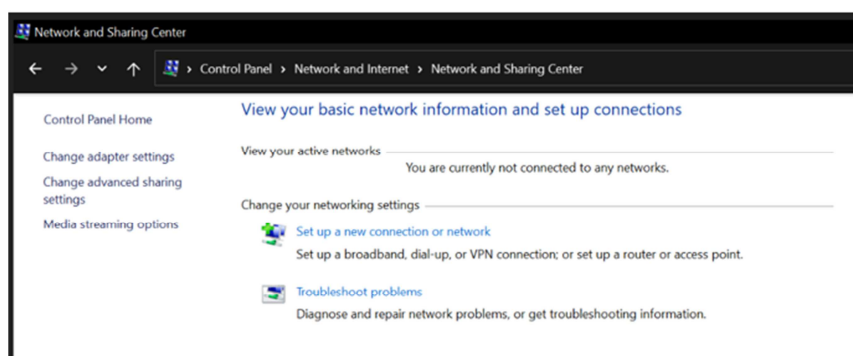 Network and Sharing Center
Control Panel > Network and Internet > Network and Sharing Center
Control Panel Home
Change adapter settings
Change advanced sharing
settings
Media streaming options
View your basic network information and set up connections
View your active networks
You are currently not connected to any networks.
Change your networking settings
Set up a new connection or network
Set up a broadband, dial-up, or VPN connection; or set up a router or access point.
Troubleshoot problems
Diagnose and repair network problems, or get troubleshooting information.